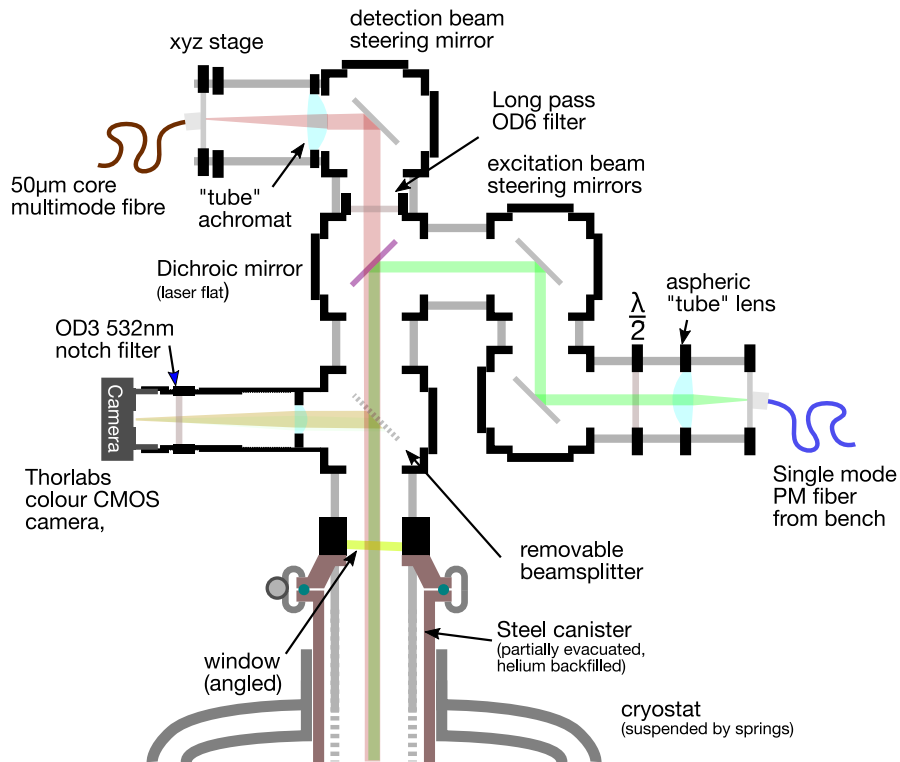 detection beam
steering mirror
xyz stage
Long pass
OD6 filter
excitation beam
steering mirrors
50µm core
multimode fibre
"tube"
achromat
Dichroic mirror
(laser flat)
aspheric
"tube" lens
λ
2
OD3 532nm
notch filter
Camera
Thorlabs
colour CMOS
camera,
Single mode
PM fiber
from bench
removable
beamsplitter
Steel canister
(partially evacuated,
helium backfilled)
window
(angled)
cryostat
(suspended by springs)